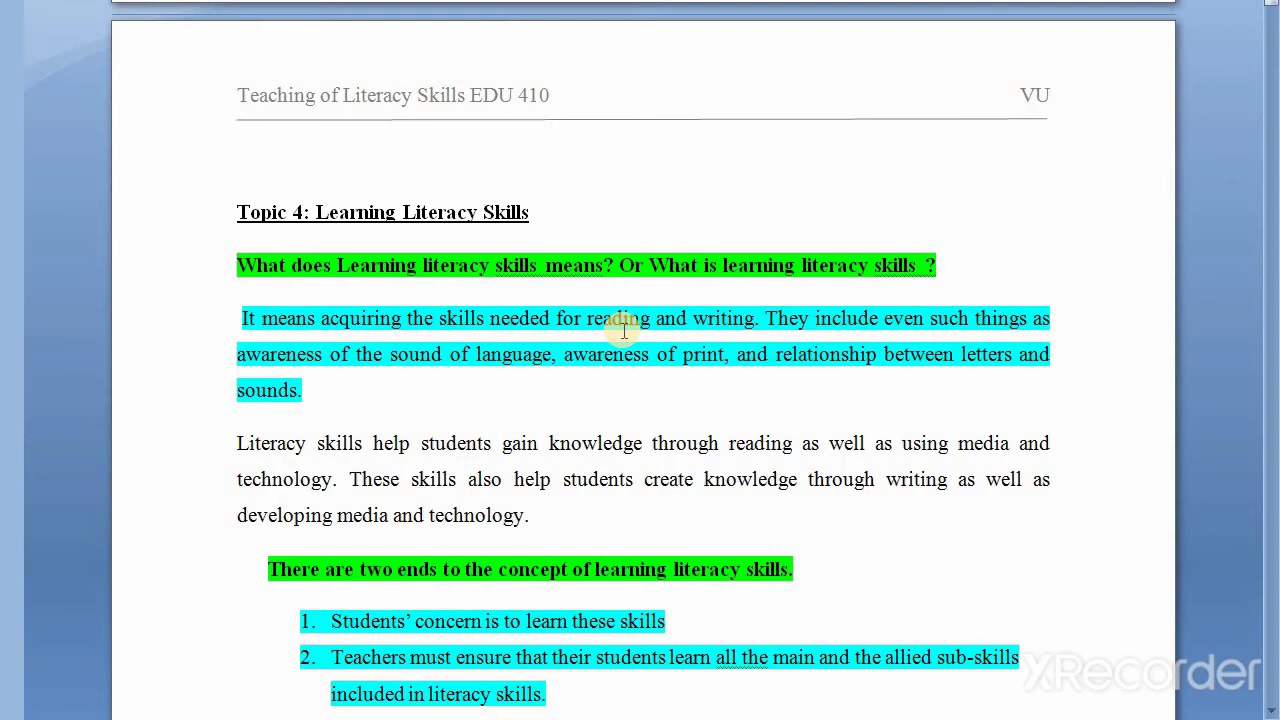 Teaching of Literacy Skills EDU 410 VU
Topic 4: Learning Literacy Skills
What does Learning literacy skills means? Or What is learning literacy skills ?
It means acquiring the skills needed for reading and writing. They include even such things as
awareness of the sound of language, awareness of print, and relationship between letters and
sounds.
Literacy skills help students gain knowledge through reading as well as using media and
technology. These skills also help students create knowledge through writing as well as
developing media and technology.
There are two ends to the concept of learning literacy skills.
1. Students’ concern is to learn these skills
2. Teachers must ensure that their students learn all the main and the allied sub-skills
included in literacy skills.
XRecorder